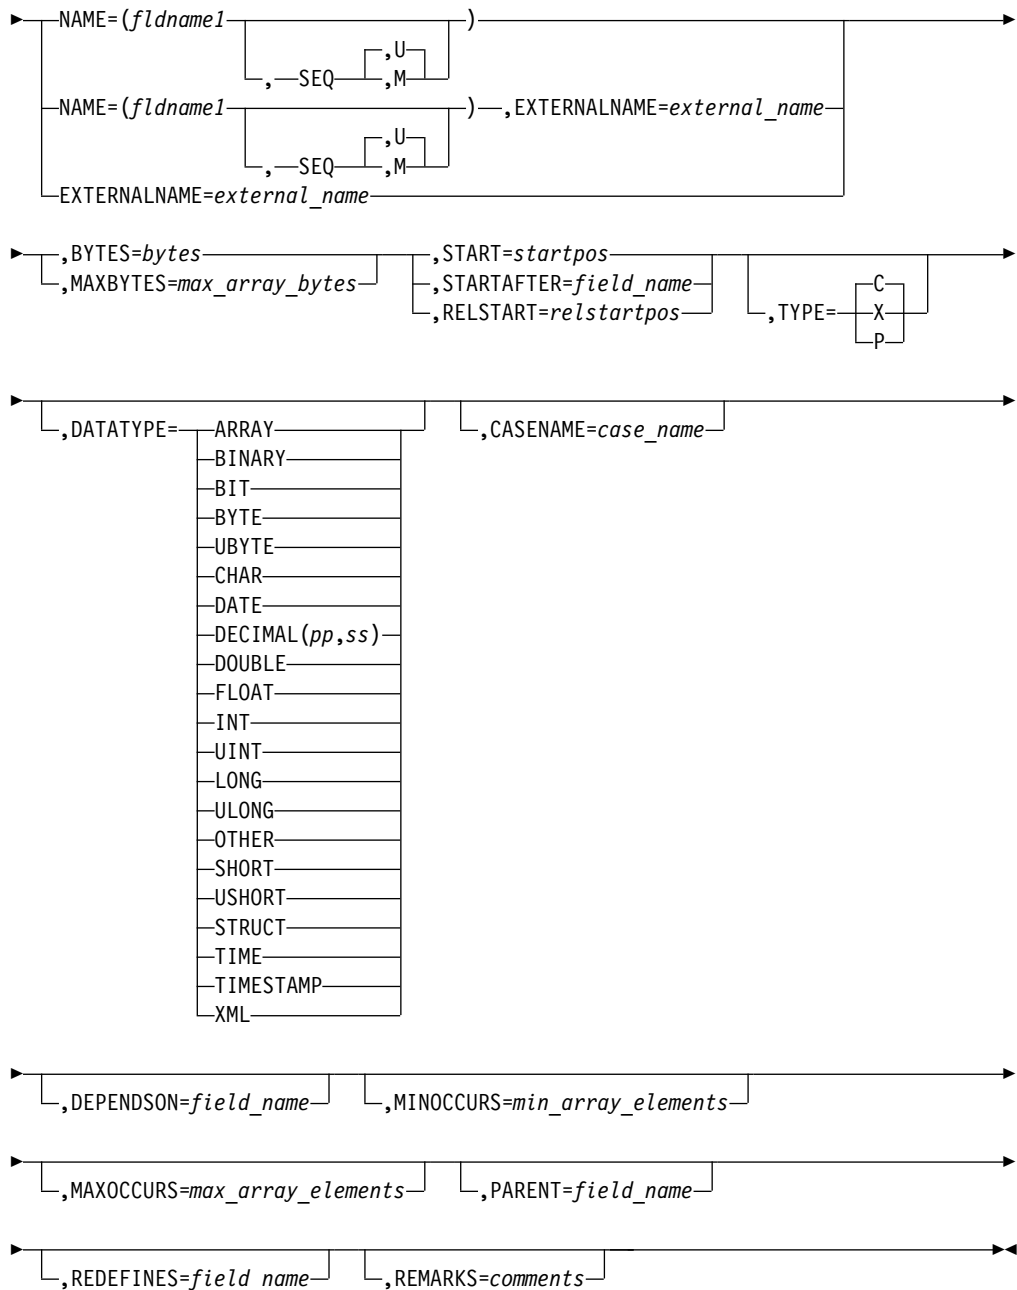 NAME=(fldname1 )
,U
, SEQ ,M
NAME=(fldname1 ) ,EXTERNALNAME=external_name
,U
, SEQ ,M
EXTERNALNAME=external_name
,BYTES=bytes ,START=startpos
,MAXBYTES=max_array_bytes ,STARTAFTER=field_name C
,RELSTART=relstartpos ,TYPE= X
P
,DATATYPE= ARRAY ,CASENAME=case_name
BINARY
BIT
BYTE
UBYTE
CHAR
DATE
DECIMAL(pp,ss)
DOUBLE
FLOAT
INT
UINT
LONG
ULONG
OTHER
SHORT
USHORT
STRUCT
TIME
TIMESTAMP
XML
,DEPENDSON=field_name ,MINOCCURS=min_array_elements
,MAXOCCURS=max_array_elements ,PARENT=field_name
,REDEFINES=field name ,REMARKS=comments